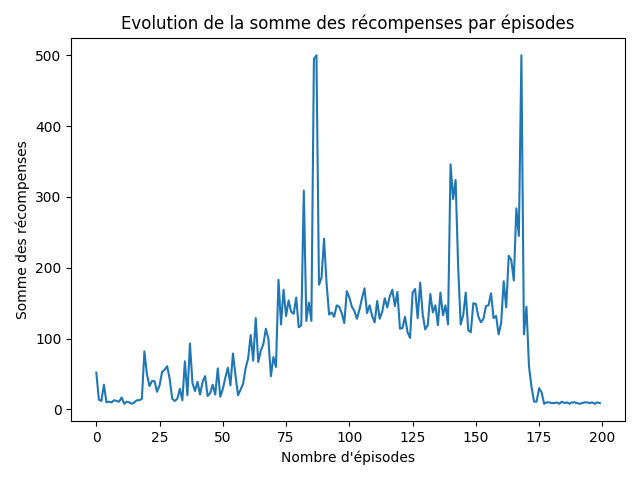 Evolution de la somme des récompenses par épisodes
Somme des récompenses
500
400
300
200
100
0
0 25 50 75 100 125 150 175 200
Nombre d'épisodes